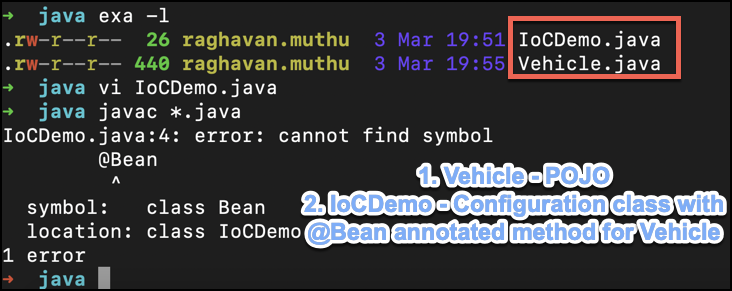 ➜  java exa -l
.rw-r--r--  26 raghavan.muthu  3 Mar 19:51 IoCDemo.java
.rw-r--r-- 440 raghavan.muthu  3 Mar 19:55 Vehicle.java
➜  java vi IoCDemo.java
➜  java javac *.java
IoCDemo.java:4: error: cannot find symbol
        @Bean
         ^
  symbol:   class Bean
  location: class IoCDemo
1 error
➜  java
1. Vehicle - POJO
2. IoCDemo - Configuration class with
@Bean annotated method for Vehicle